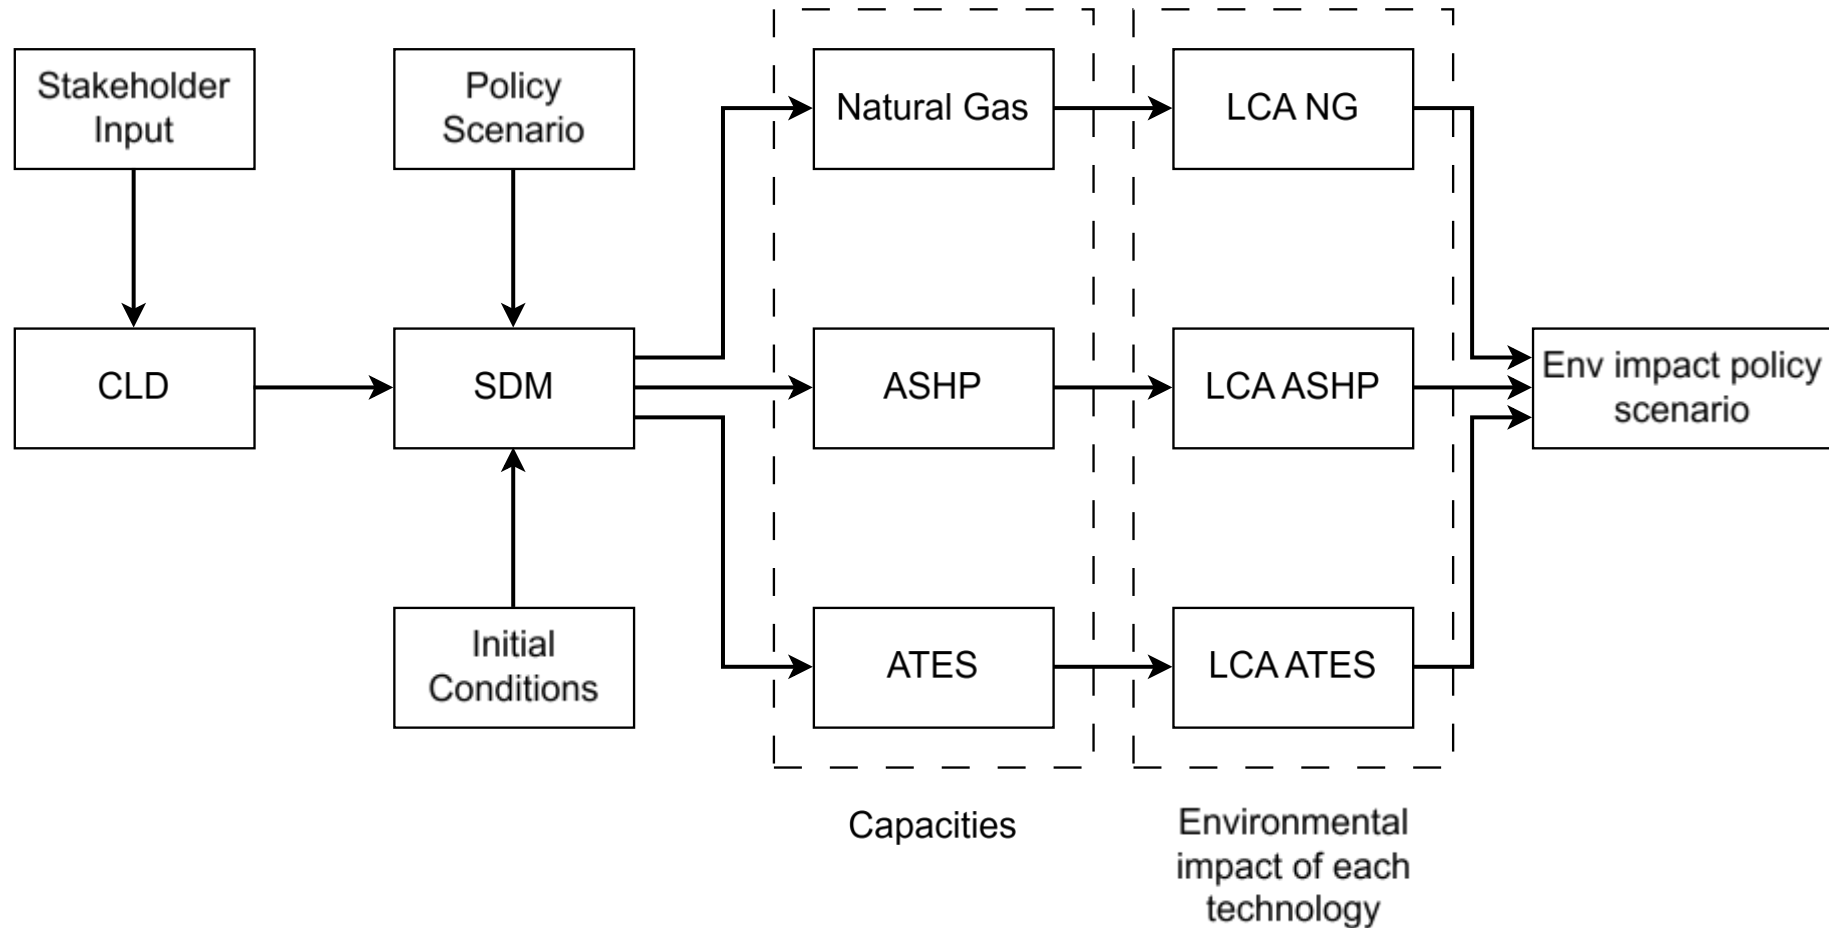 Stakeholder
Input
Policy
Scenario
Natural Gas
LCA NG
CLD
SDM
ASHP
LCA ASHP
Env impact policy
scenario
Initial
Conditions
ATES
LCA ATES
Capacities
Environmental
impact of each
technology